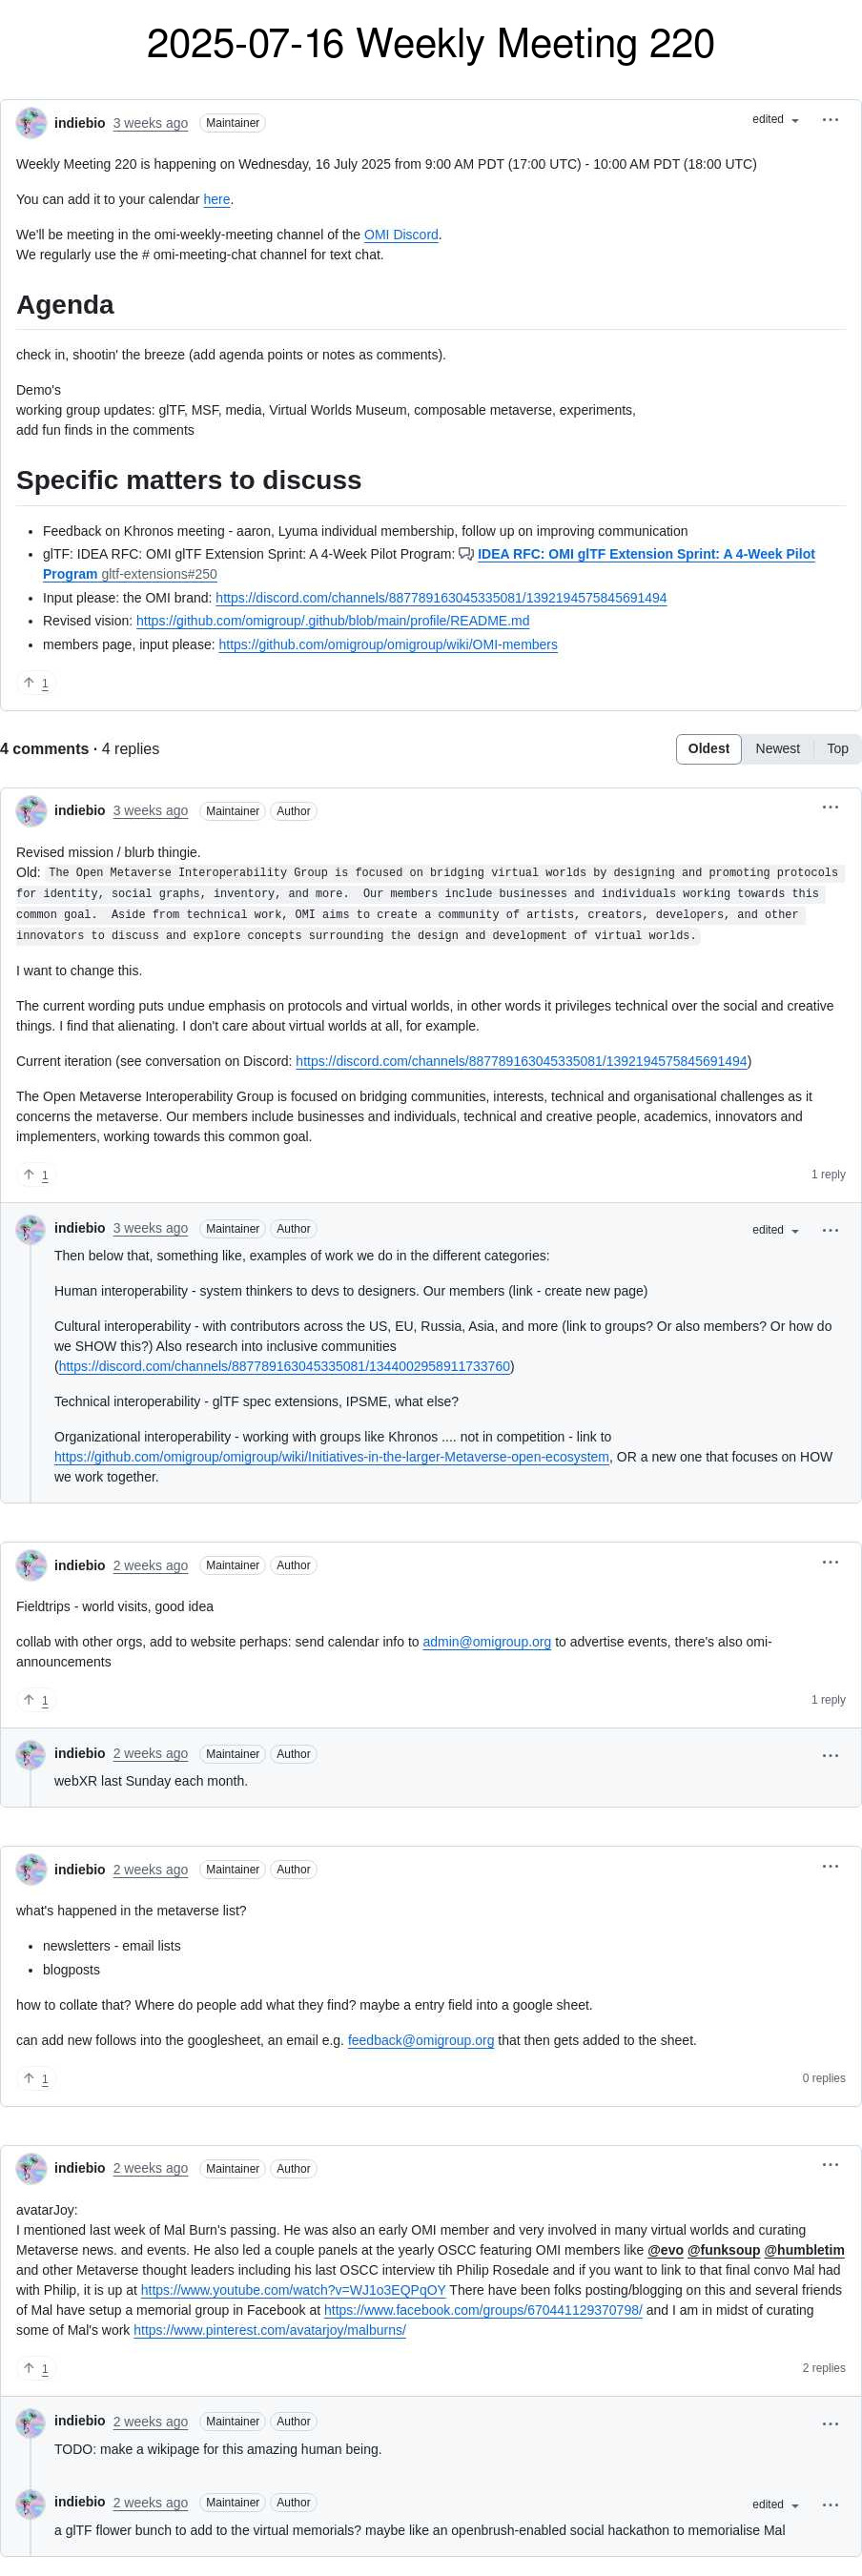 2025-07-16 Weekly Meeting 220
indiebio 3 weeks ago Maintainer edited
Weekly Meeting 220 is happening on Wednesday, 16 July 2025 from 9:00 AM PDT (17:00 UTC) - 10:00 AM PDT (18:00 UTC)
You can add it to your calendar here.
We'll be meeting in the omi-weekly-meeting channel of the OMI Discord.
We regularly use the # omi-meeting-chat channel for text chat.
Agenda
check in, shootin' the breeze (add agenda points or notes as comments).
Demo's
working group updates: glTF, MSF, media, Virtual Worlds Museum, composable metaverse, experiments,
add fun finds in the comments
Specific matters to discuss
• Feedback on Khronos meeting - aaron, Lyuma individual membership, follow up on improving communication
• glTF: IDEA RFC: OMI glTF Extension Sprint: A 4-Week Pilot Program: IDEA RFC: OMI glTF Extension Sprint: A 4-Week Pilot
Program gltf-extensions#250
• Input please: the OMI brand: https://discord.com/channels/887789163045335081/1392194575845691494
• Revised vision: https://github.com/omigroup/.github/blob/main/profile/README.md
• members page, input please: https://github.com/omigroup/omigroup/wiki/OMI-members
↑ 1
4 comments · 4 replies Oldest Newest Top
indiebio 3 weeks ago Maintainer Author
Revised mission / blurb thingie.
Old: The Open Metaverse Interoperability Group is focused on bridging virtual worlds by designing and promoting protocols
for identity, social graphs, inventory, and more.  Our members include businesses and individuals working towards this
common goal.  Aside from technical work, OMI aims to create a community of artists, creators, developers, and other
innovators to discuss and explore concepts surrounding the design and development of virtual worlds.
I want to change this.
The current wording puts undue emphasis on protocols and virtual worlds, in other words it privileges technical over the social and creative
things. I find that alienating. I don't care about virtual worlds at all, for example.
Current iteration (see conversation on Discord: https://discord.com/channels/887789163045335081/1392194575845691494)
The Open Metaverse Interoperability Group is focused on bridging communities, interests, technical and organisational challenges as it
concerns the metaverse. Our members include businesses and individuals, technical and creative people, academics, innovators and
implementers, working towards this common goal.
↑ 1 1 reply
indiebio 3 weeks ago Maintainer Author edited
Then below that, something like, examples of work we do in the different categories:
Human interoperability - system thinkers to devs to designers. Our members (link - create new page)
Cultural interoperability - with contributors across the US, EU, Russia, Asia, and more (link to groups? Or also members? Or how do
we SHOW this?) Also research into inclusive communities
(https://discord.com/channels/887789163045335081/1344002958911733760)
Technical interoperability - glTF spec extensions, IPSME, what else?
Organizational interoperability - working with groups like Khronos .... not in competition - link to
https://github.com/omigroup/omigroup/wiki/Initiatives-in-the-larger-Metaverse-open-ecosystem, OR a new one that focuses on HOW
we work together.
indiebio 2 weeks ago Maintainer Author
Fieldtrips - world visits, good idea
collab with other orgs, add to website perhaps: send calendar info to admin@omigroup.org to advertise events, there's also omi-
announcements
↑ 1 1 reply
indiebio 2 weeks ago Maintainer Author
webXR last Sunday each month.
indiebio 2 weeks ago Maintainer Author
what's happened in the metaverse list?
• newsletters - email lists
• blogposts
how to collate that? Where do people add what they find? maybe a entry field into a google sheet.
can add new follows into the googlesheet, an email e.g. feedback@omigroup.org that then gets added to the sheet.
↑ 1 0 replies
indiebio 2 weeks ago Maintainer Author
avatarJoy:
I mentioned last week of Mal Burn's passing. He was also an early OMI member and very involved in many virtual worlds and curating
Metaverse news. and events. He also led a couple panels at the yearly OSCC featuring OMI members like @evo @funksoup @humbletim
and other Metaverse thought leaders including his last OSCC interview tih Philip Rosedale and if you want to link to that final convo Mal had
with Philip, it is up at https://www.youtube.com/watch?v=WJ1o3EQPqOY There have been folks posting/blogging on this and several friends
of Mal have setup a memorial group in Facebook at https://www.facebook.com/groups/670441129370798/ and I am in midst of curating
some of Mal's work http://www.pinterest.com/avatarjoy/malburns/
↑ 1 2 replies
indiebio 2 weeks ago Maintainer Author
TODO: make a wikipage for this amazing human being.
indiebio 2 weeks ago Maintainer Author edited
a glTF flower bunch to add to the virtual memorials? maybe like an openbrush-enabled social hackathon to memorialise Mal